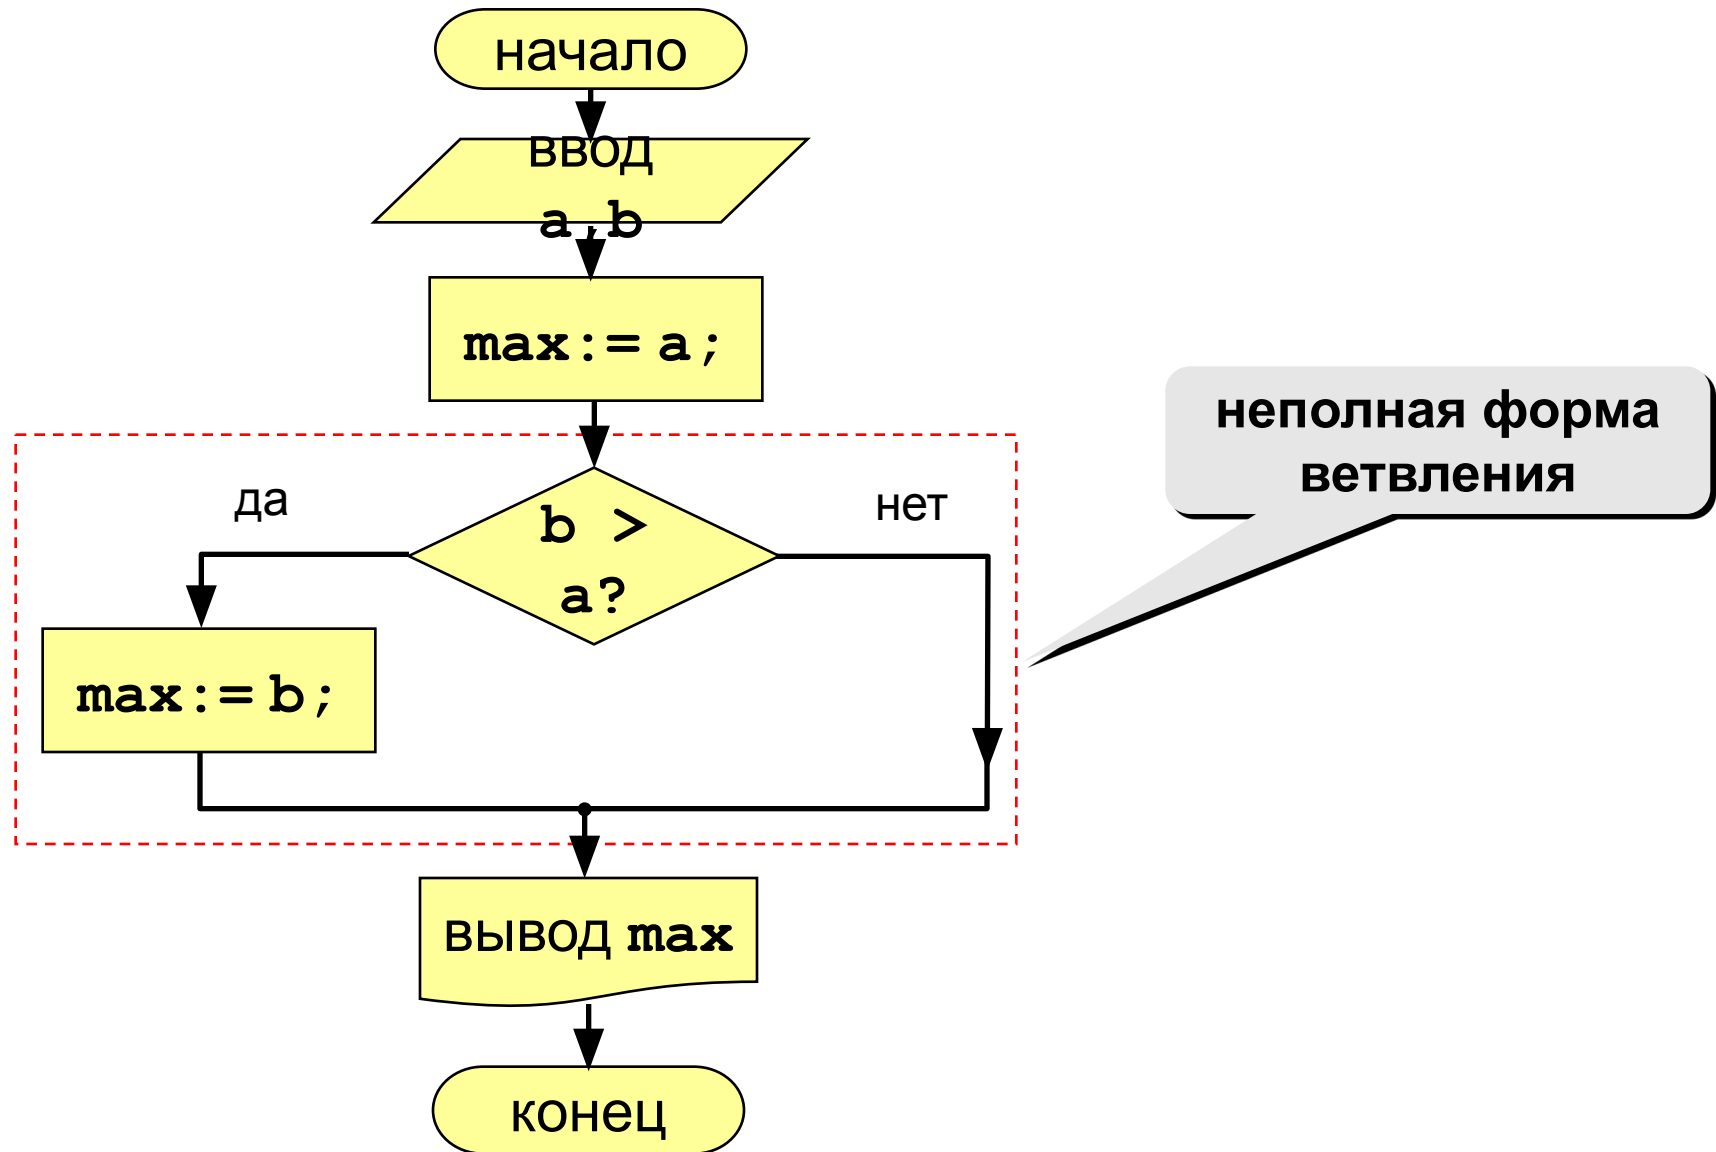 начало
ввод
a,b
max:= a;
неполная форма
ветвления
да
нет
b >
a?
max:= b;
вывод max
конец